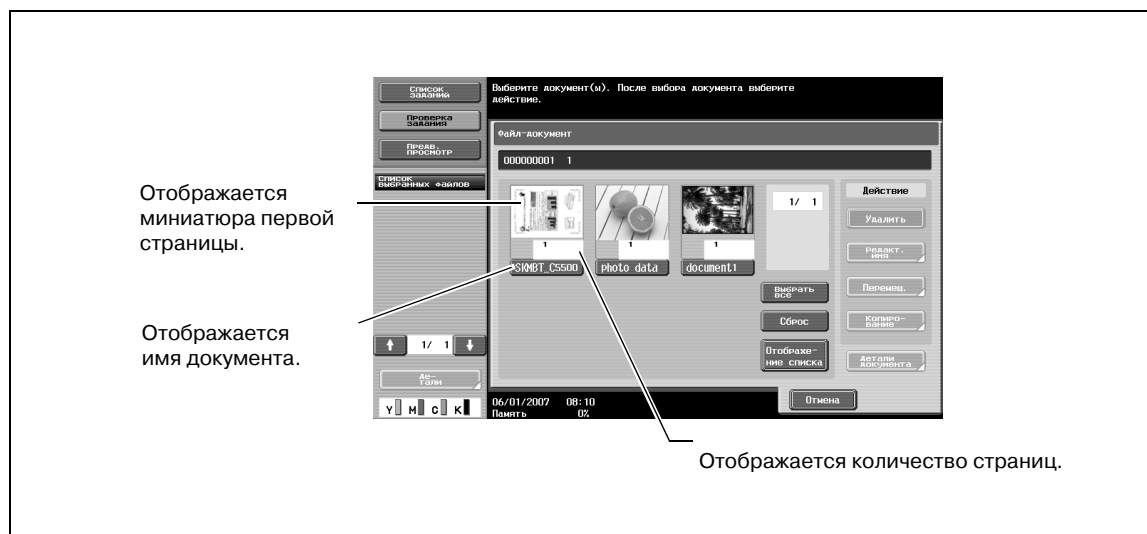 Список
заданий
Проверка
задания
Предв.
просмотр
Список
выбранных файлов
Выберите документ(ы). После выбора документа выберите
действие.
Файл-документ
000000001 1
Отображается
миниатюра первой
страницы.
Отображается
имя документа.
1
1
1
SKMBT_C5500
photo data
document1
1/ 1
Выбрать
все
Сброс
Отображе-
ние списка
Действие
Удалить
Редакт.
имя
Перемещ.
Копиро-
вание
Детали
документа
1/ 1
Де-
тали
Y M C K
06/01/2007 08:10
Память 0%
Отмена
Отображается количество страниц.